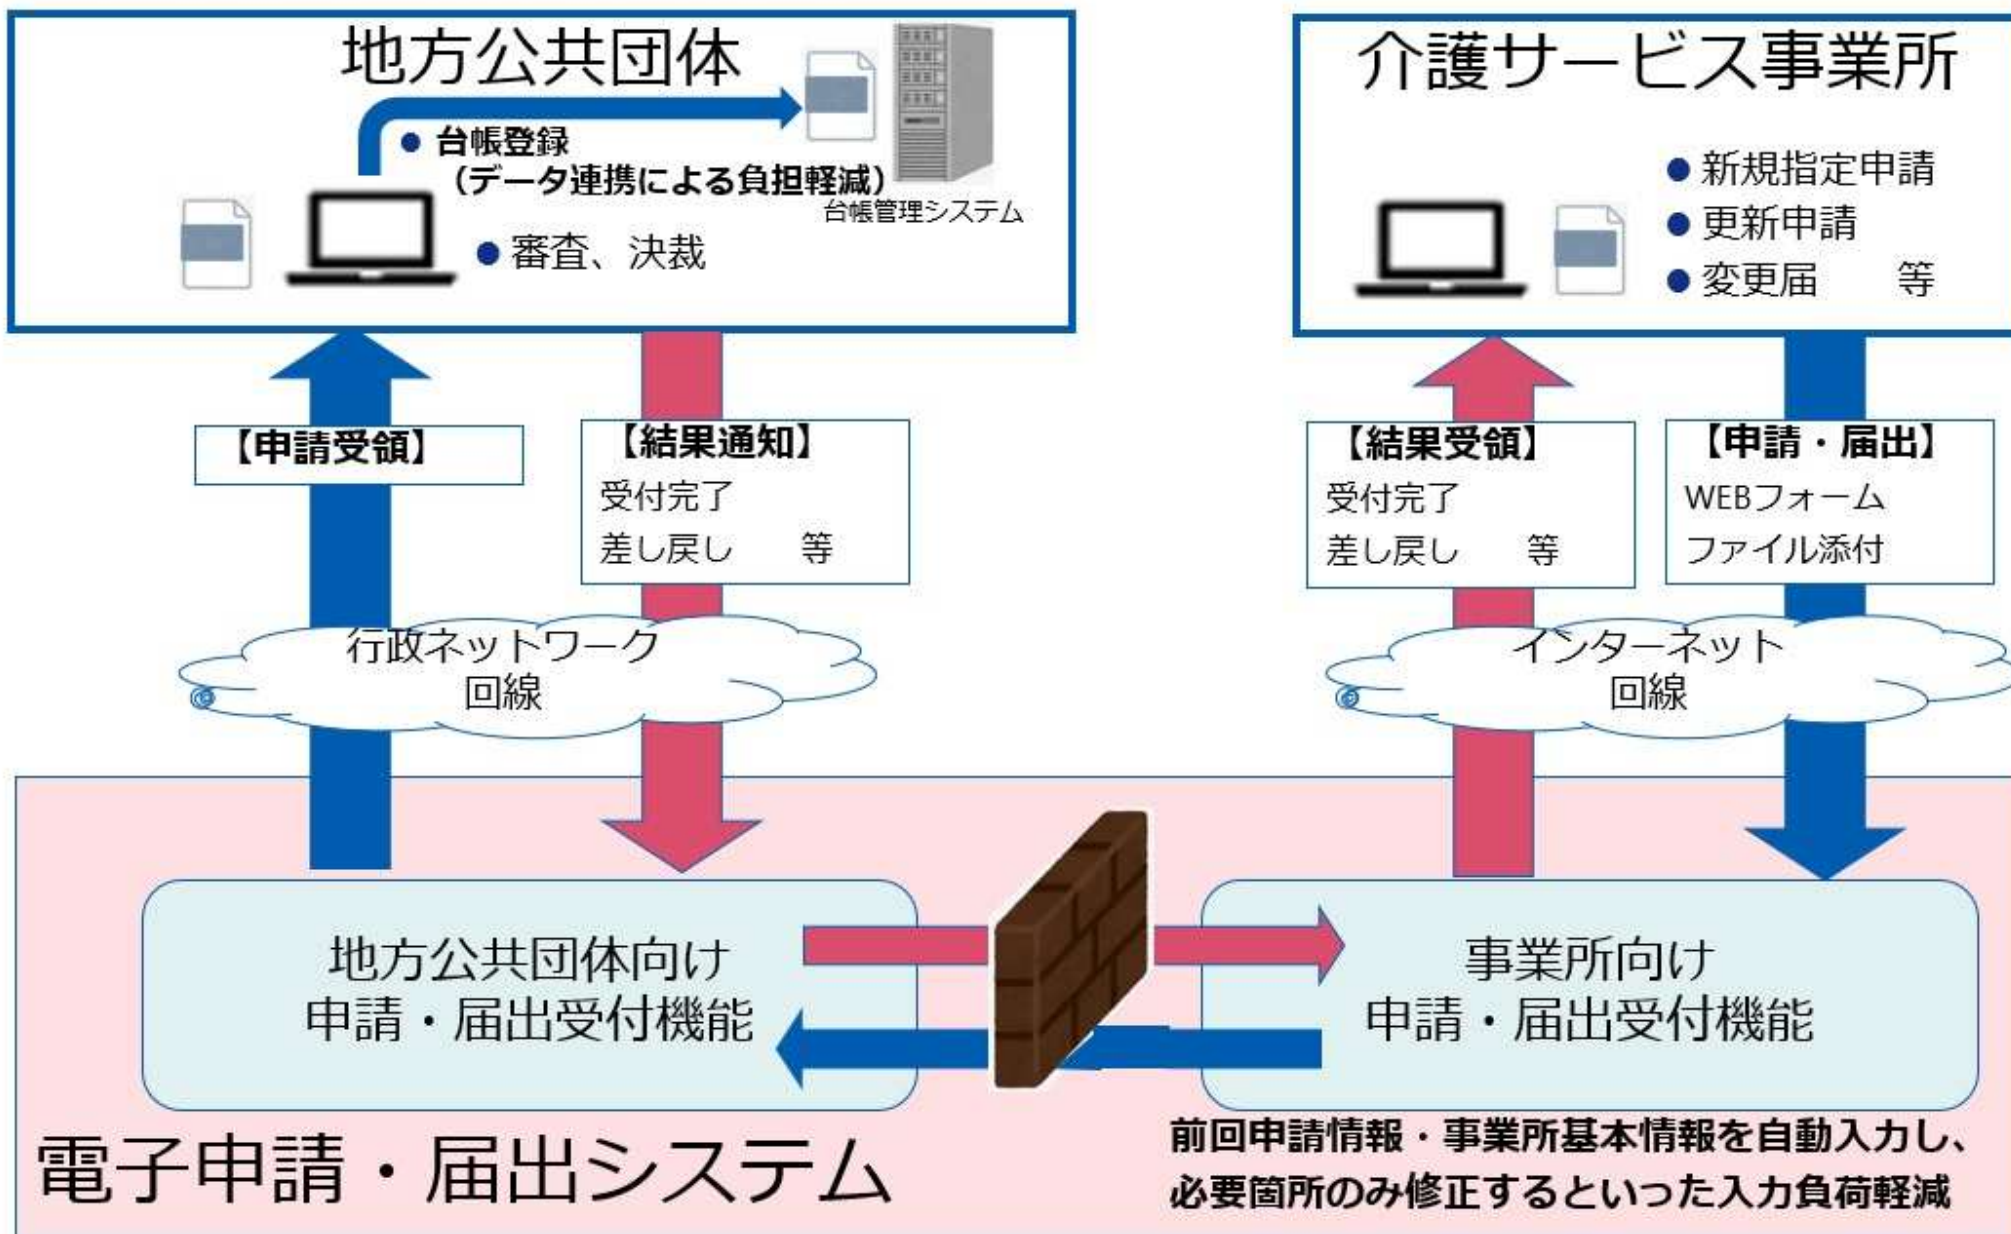 地方公共団体
● 台帳登録
（データ連携による負担軽減）
台帳管理システム
● 審査、決裁
介護サービス事業所
● 新規指定申請
● 更新申請
● 変更届　　等
【申請受領】
【結果通知】
受付完了
差し戻し　　等
【結果受領】
受付完了
差し戻し　　等
【申請・届出】
WEBフォーム
ファイル添付
行政ネットワーク
回線
インターネット
回線
地方公共団体向け
申請・届出受付機能
事業所向け
申請・届出受付機能
電子申請・届出システム
前回申請情報・事業所基本情報を自動入力し、
必要箇所のみ修正するといった入力負荷軽減